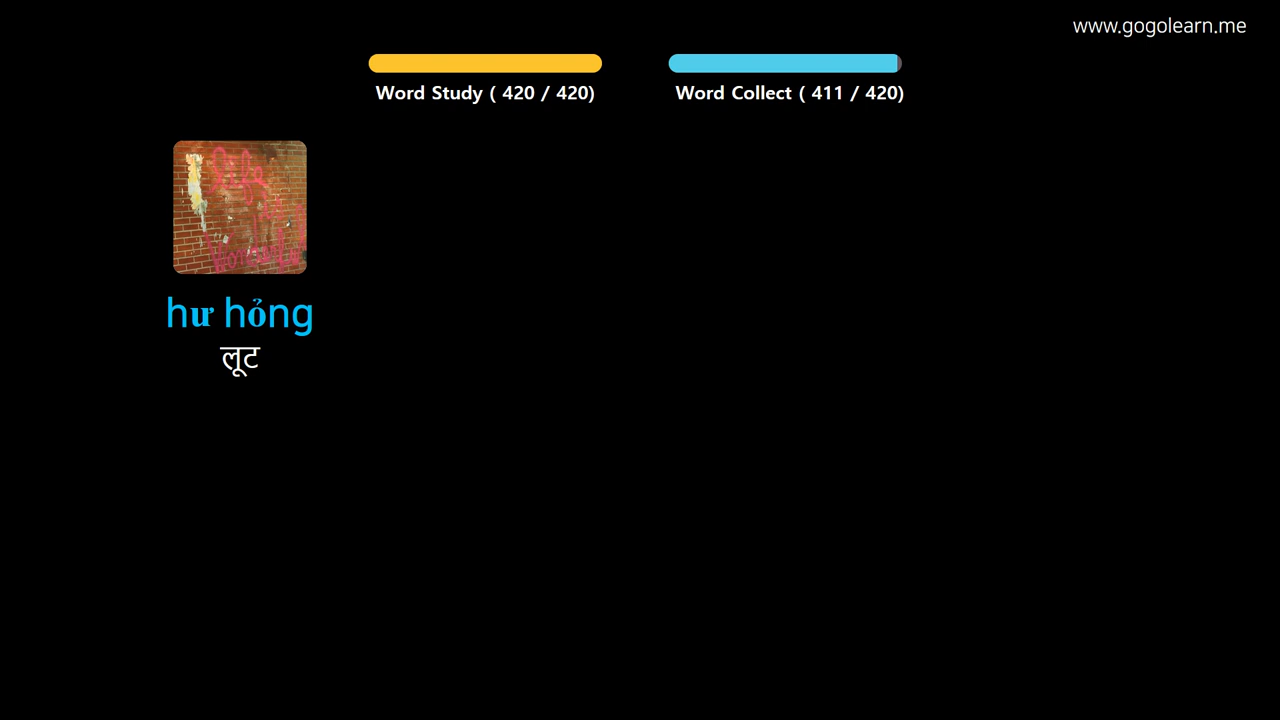 www.gogolearn.me
Word Study ( 420 / 420)
Word Collect ( 411 / 420)
hư hỏng
लूट